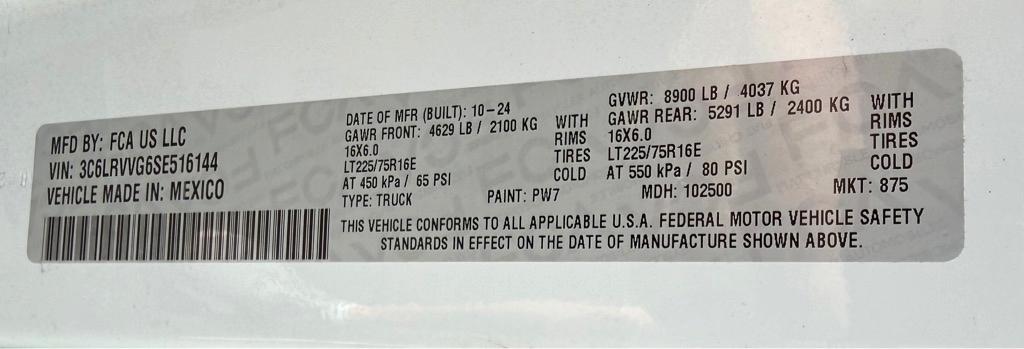 MFD BY: FCA US LLC
VIN: 3C6LRVVG6SE516144
VEHICLE MADE IN: MEXICO
DATE OF MFR (BUILT): 10-24
GAWR FRONT: 4629 LB / 2100 KG WITH
16X6.0 RIMS
LT225/75R16E TIRES
AT 450 kPa / 65 PSI COLD
GVWR: 8900 LB / 4037 KG
GAWR REAR: 5291 LB / 2400 KG WITH
16X6.0 RIMS
LT225/75R16E TIRES
AT 550 kPa / 80 PSI COLD
TYPE: TRUCK PAINT: PW7 MDH: 102500 MKT: 875
THIS VEHICLE CONFORMS TO ALL APPLICABLE U.S.A. FEDERAL MOTOR VEHICLE SAFETY
STANDARDS IN EFFECT ON THE DATE OF MANUFACTURE SHOWN ABOVE.